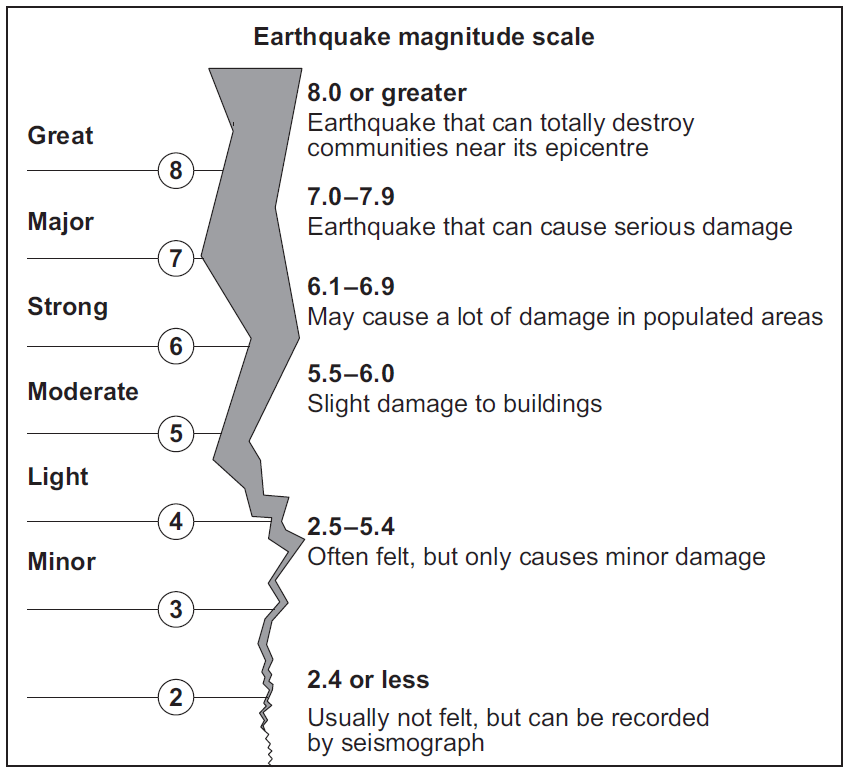 Earthquake magnitude scale
8.0 or greater
Earthquake that can totally destroy
communities near its epicentre
Great
8
7.0–7.9
Earthquake that can cause serious damage
Major
7
6.1–6.9
May cause a lot of damage in populated areas
Strong
6
5.5–6.0
Slight damage to buildings
Moderate
5
Light
4
2.5–5.4
Often felt, but only causes minor damage
Minor
3
2.4 or less
2
Usually not felt, but can be recorded
by seismograph